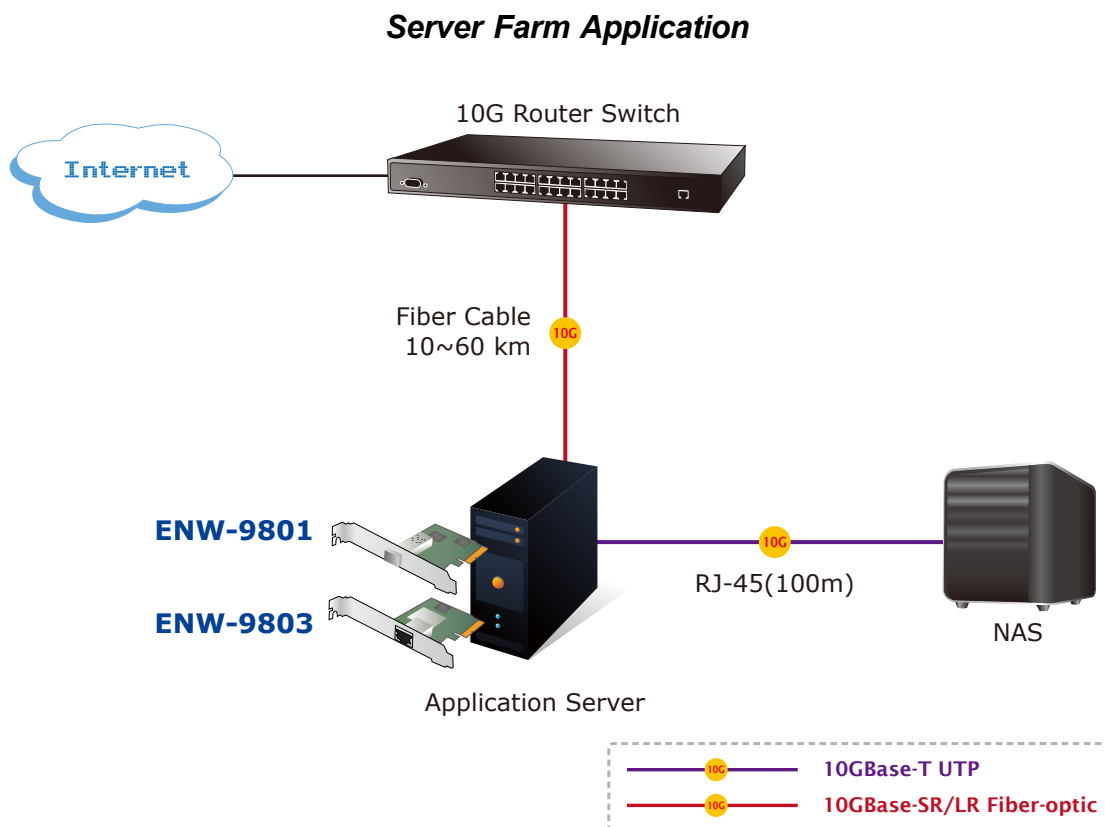 Server Farm Application
10G Router Switch
Internet
Fiber Cable
10~60 km
10G
ENW-9801
10G
RJ-45(100m)
ENW-9803
NAS
Application Server
10G
10GBase-T UTP
10G
10GBase-SR/LR Fiber-optic